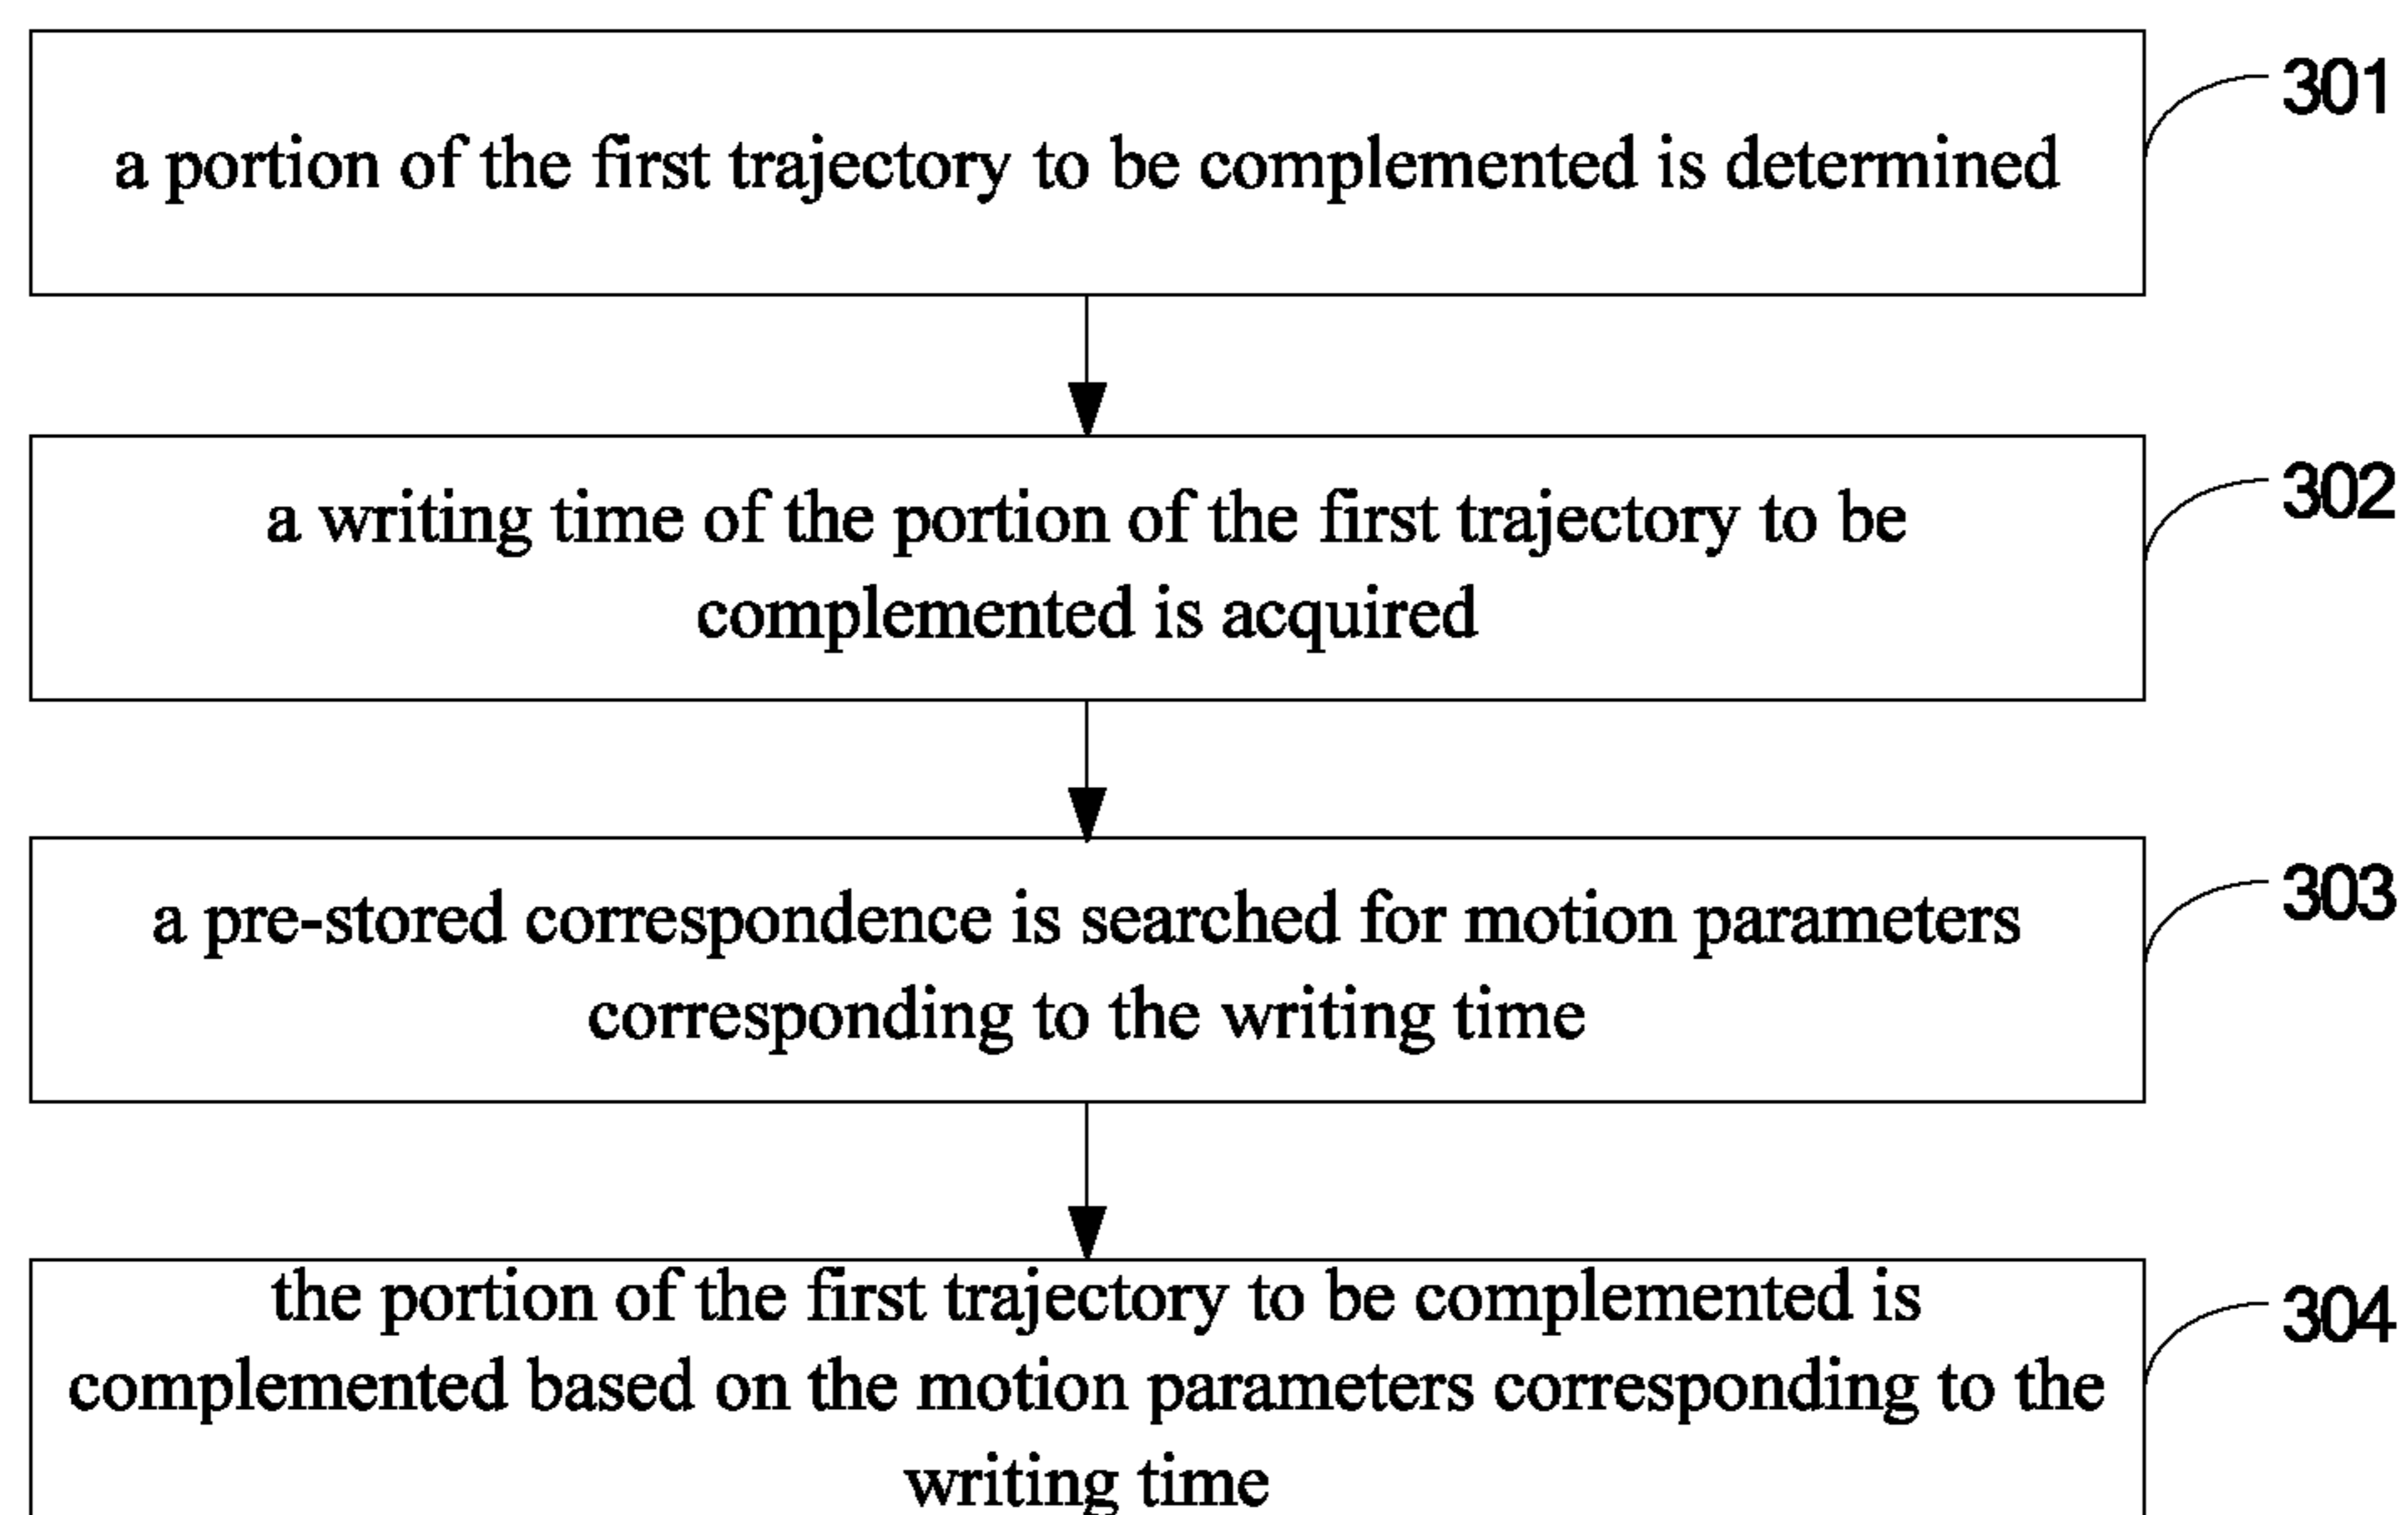 301
a portion of the first trajectory to be complemented is determined
302
a writing time of the portion of the first trajectory to be
complemented is acquired
303
a pre-stored correspondence is searched for motion parameters
corresponding to the writing time
304
the portion of the first trajectory to be complemented is
complemented based on the motion parameters corresponding to the
writing time